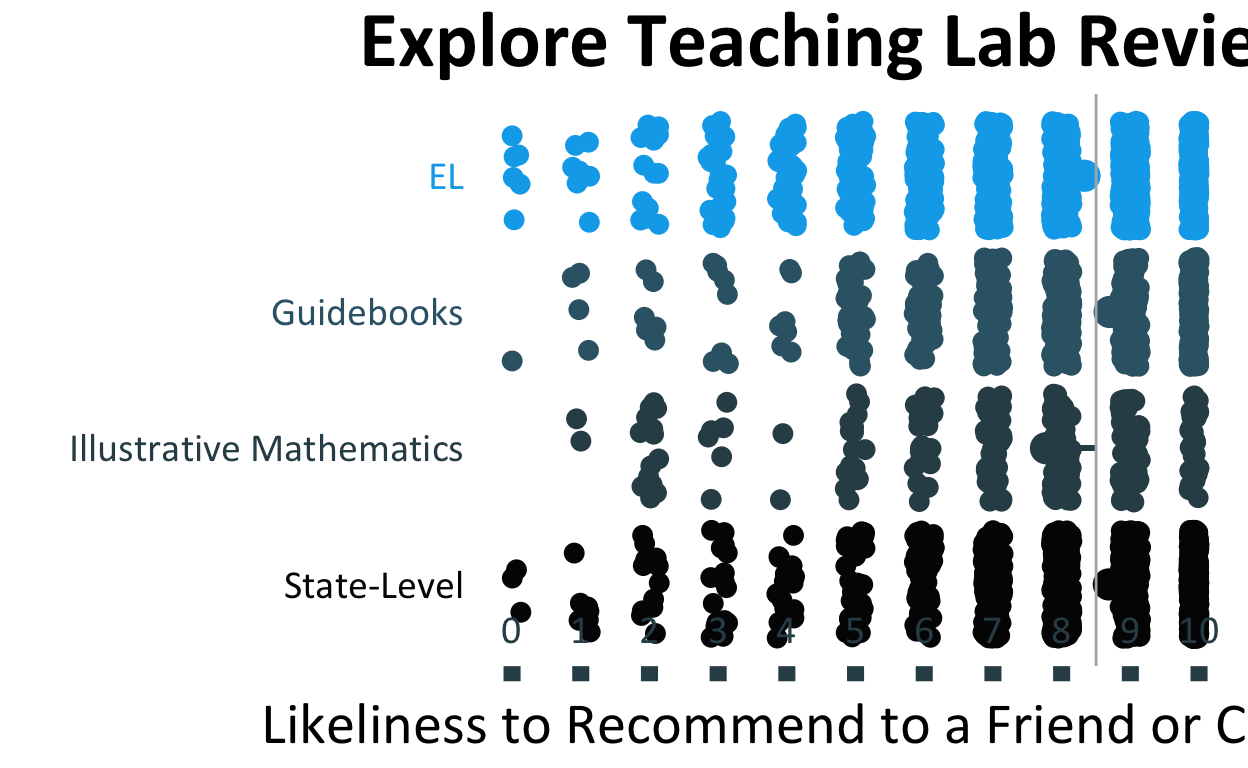 Explore Teaching Lab Revie
EL
Guidebooks
Illustrative Mathematics
State-Level
0 1 2 3 4 5 6 7 8 9 10
Likeliness to Recommend to a Friend or C